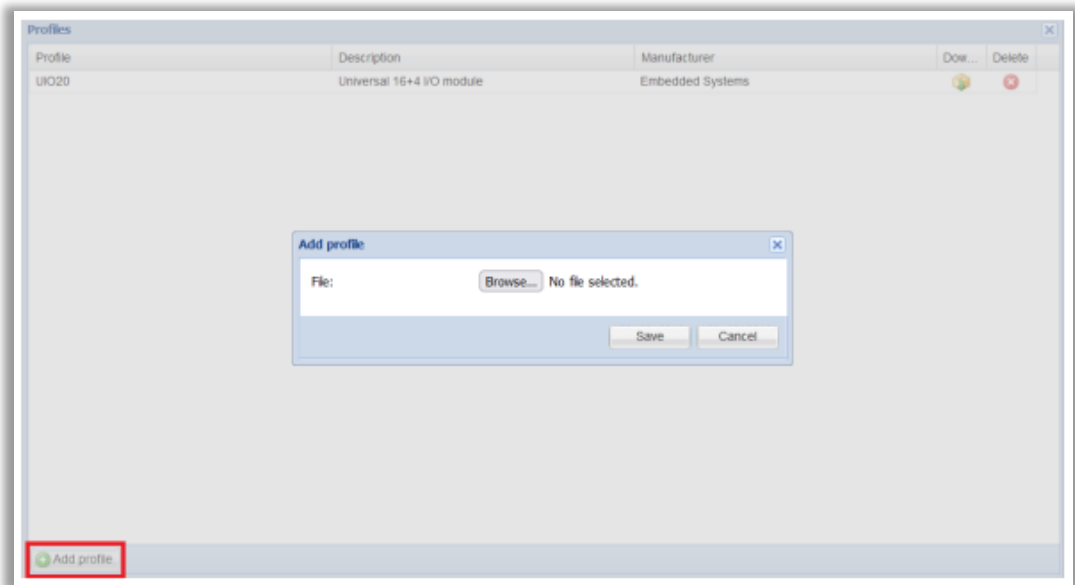 Profiles
Profile Description Manufacturer Dow... Delete
UIO20 Universal 16+4 I/O module Embedded Systems
Add profile
File: Browse... No file selected.
Save Cancel
Add profile